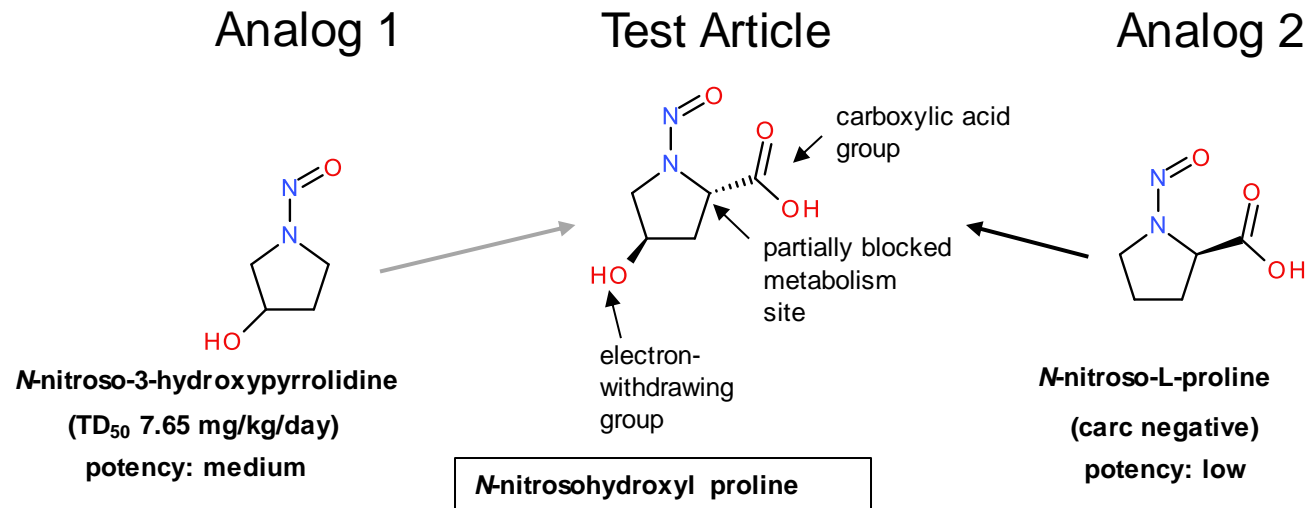 Analog 1
Test Article
Analog 2
N
N
O
HO
N
N
O
O
OH
HO
carboxylic acid
group
partially blocked
metabolism
site
electron-
withdrawing
group
N
N
O
O
OH
N-nitroso-3-hydroxypyrrolidine
(TD50 7.65 mg/kg/day)
potency: medium
N-nitrosohydroxyl proline
N-nitroso-L-proline
(carc negative)
potency: low